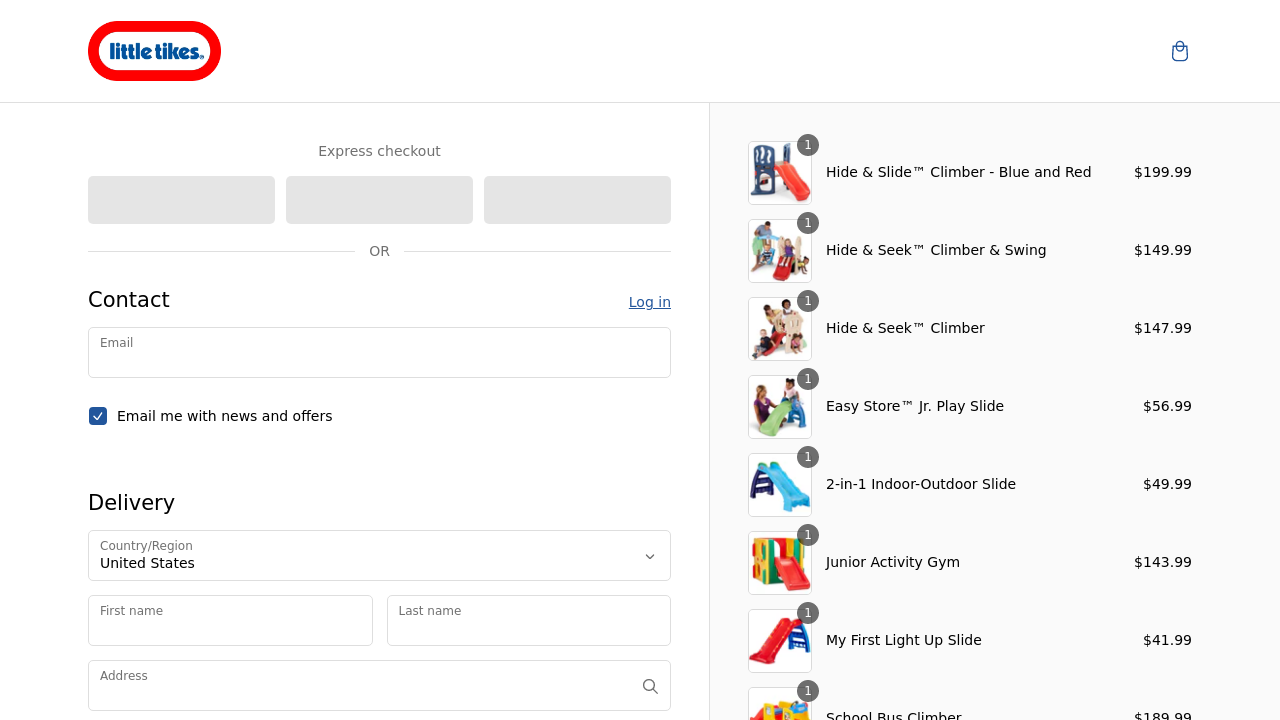 little tikes
Express checkout
OR
Contact
Log in
Email
Email me with news and offers
Delivery
Country/Region
United States
First name
Last name
Address
1
Hide & Slide™ Climber - Blue and Red
$199.99
1
Hide & Seek™ Climber & Swing
$149.99
1
Hide & Seek™ Climber
$147.99
1
Easy Store™ Jr. Play Slide
$56.99
1
2-in-1 Indoor-Outdoor Slide
$49.99
1
Junior Activity Gym
$143.99
1
My First Light Up Slide
$41.99
1
School Bus Climber
$189.99